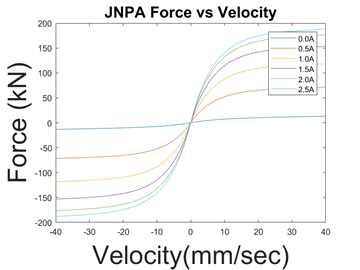 JNPA Force vs Velocity
200
150
100
50
0
-50
-100
-150
-200
Force (kN)
0.0A
0.5A
1.0A
1.5A
2.0A
2.5A
-40 -30 -20 -10 0 10 20 30 40
Velocity(mm/sec)